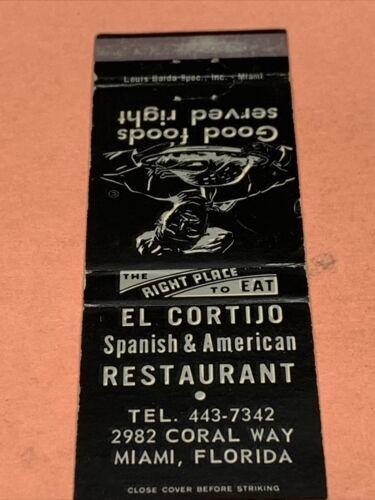 Louis Barda Spec., Inc. - Miami
Good foods
served right
THE RIGHT PLACE TO EAT
EL CORTIJO
Spanish & American
RESTAURANT
TEL. 443-7342
2982 CORAL WAY
MIAMI, FLORIDA
CLOSE COVER BEFORE STRIKING